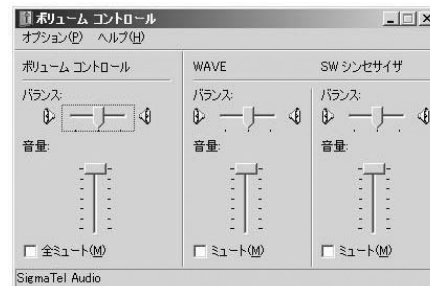 ボリューム コントロール
オプション(P) ヘルプ(H)
ボリューム コントロール
バランス:
音量:
全ミュート(M)
WAVE
バランス:
音量:
ミュート(M)
SW シンセサイザ
バランス:
音量:
ミュート(M)
SigmaTel Audio